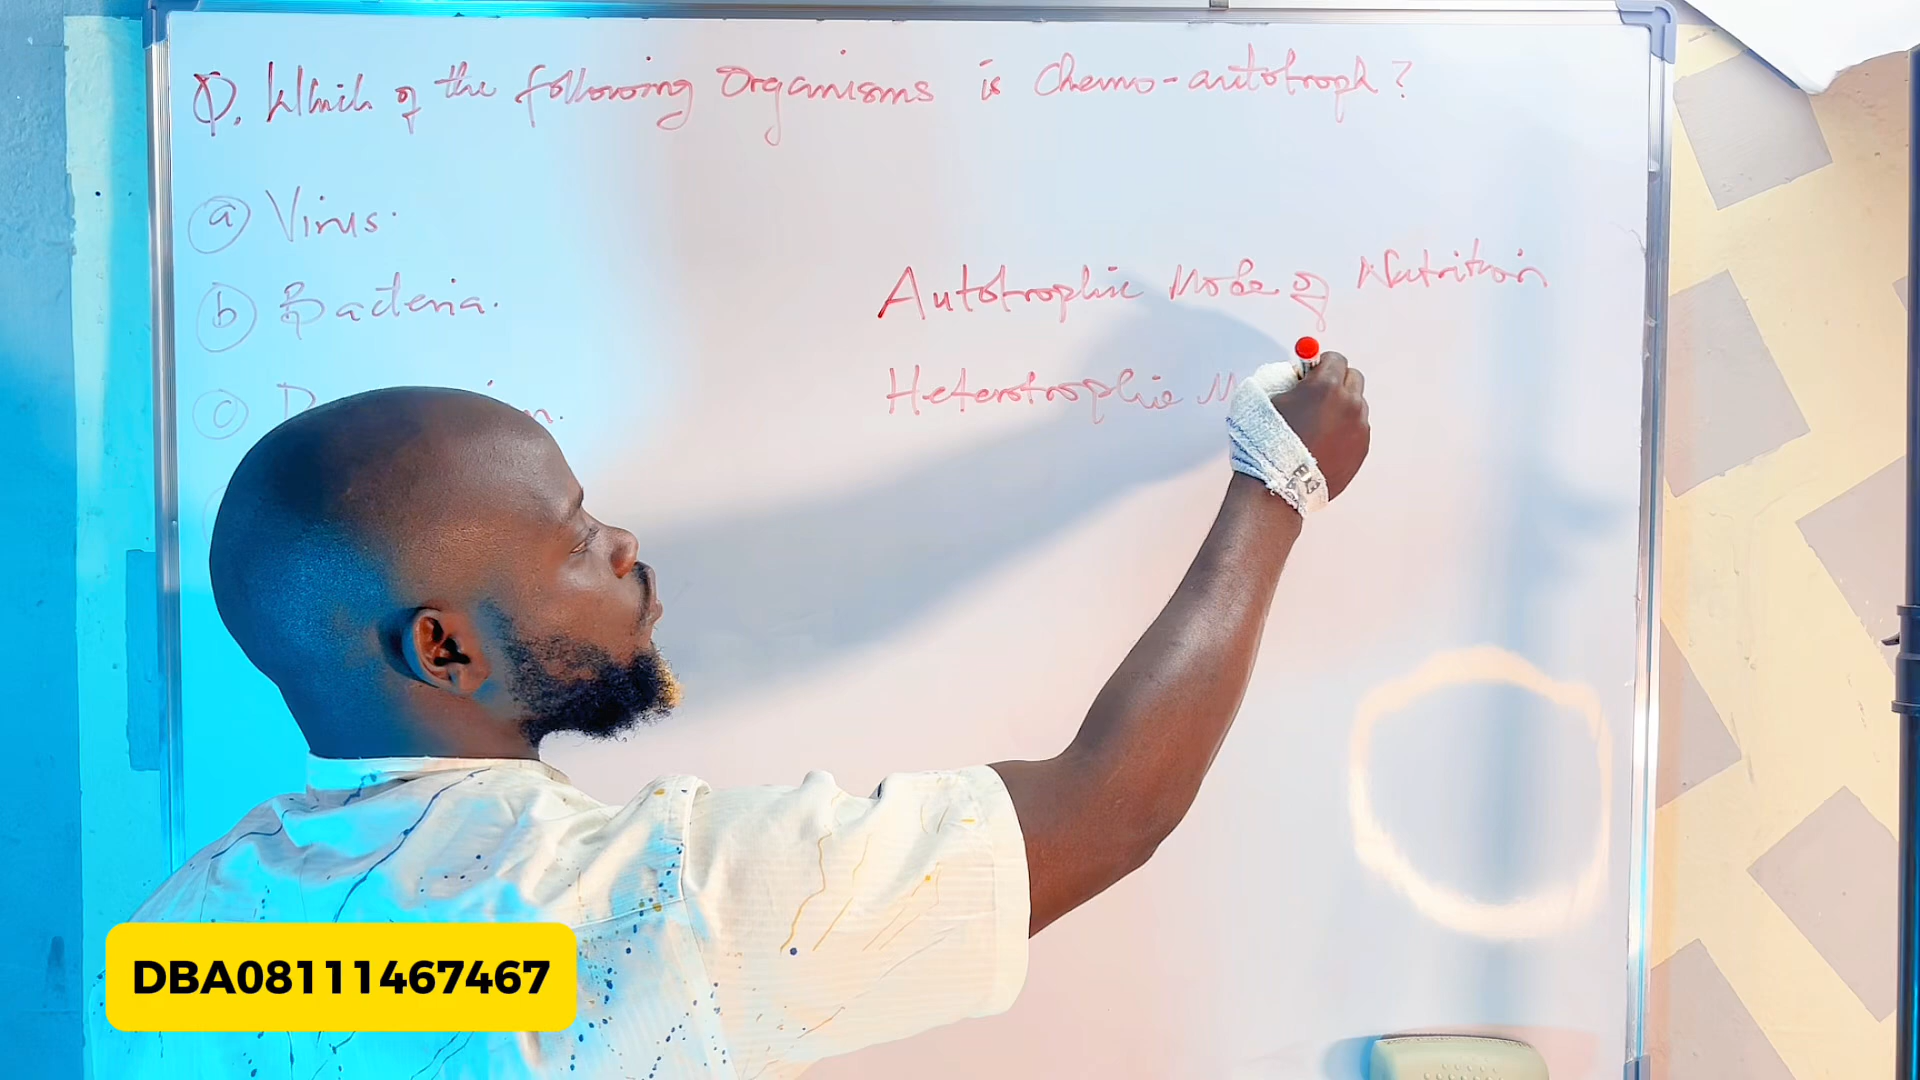 Q. Which of the following Organisms is Chemo-autotroph?
a Virus.
b Bacteria.
c
Autotrophic Mode of Nutrition
Heterotrophic M
DBA08111467467